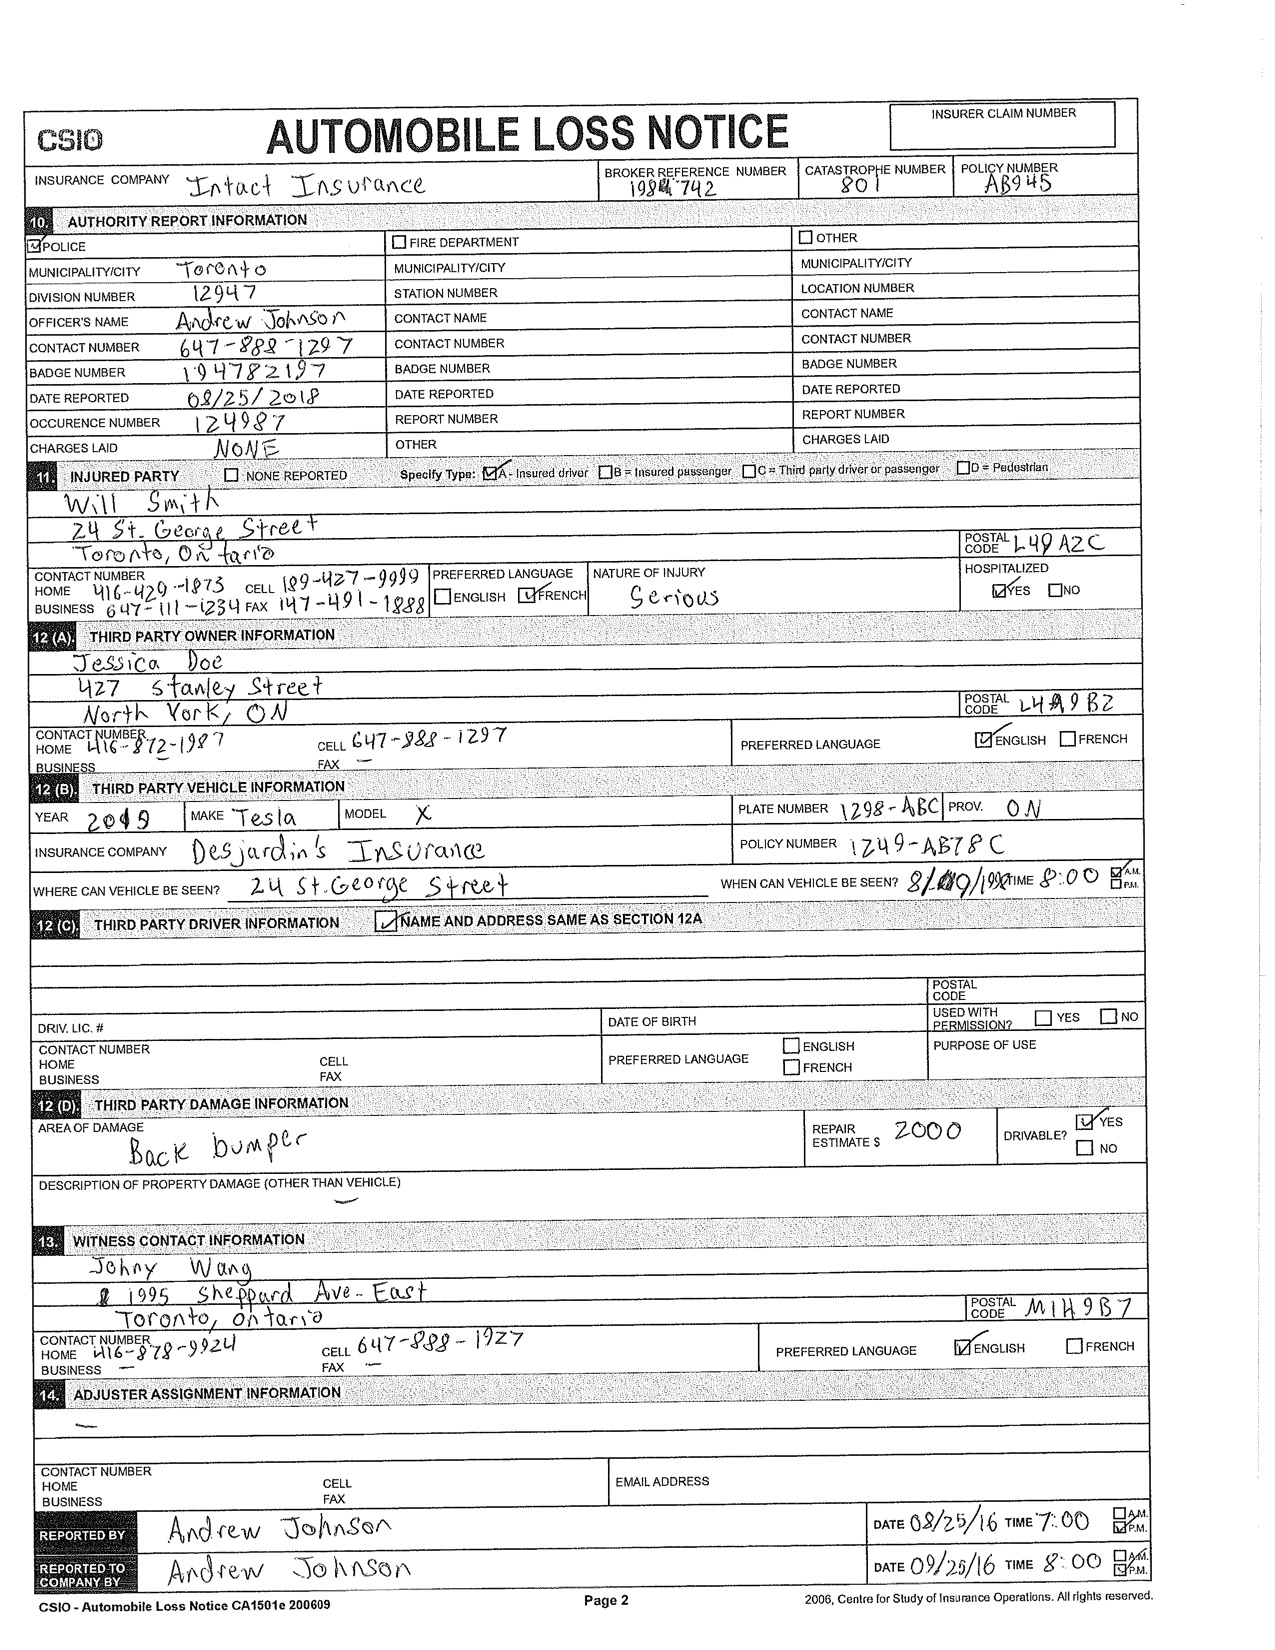 INSURER CLAIM NUMBER
CSIO AUTOMOBILE LOSS NOTICE
INSURANCE COMPANY Intact Insurance BROKER REFERENCE NUMBER 742 CATASTROPHE NUMBER 801 POLICY NUMBER AB945
10. AUTHORITY REPORT INFORMATION
POLICE FIRE DEPARTMENT OTHER
MUNICIPALITY/CITY Toronto MUNICIPALITY/CITY MUNICIPALITY/CITY
DIVISION NUMBER 12947 STATION NUMBER LOCATION NUMBER
OFFICER'S NAME Andrew Johnson CONTACT NAME CONTACT NAME
CONTACT NUMBER 647-888-1297 CONTACT NUMBER CONTACT NUMBER
BADGE NUMBER 194782197 BADGE NUMBER BADGE NUMBER
DATE REPORTED 08/25/2018 DATE REPORTED DATE REPORTED
OCCURENCE NUMBER 124987 REPORT NUMBER REPORT NUMBER
CHARGES LAID NONE OTHER CHARGES LAID
11. INJURED PARTY NONE REPORTED Specify Type: A - Insured driver B = Insured passenger C = Third party driver or passenger D = Pedestrian
Will Smith
24 St. George Street
Toronto, Ontario POSTAL CODE L49A2C
CONTACT NUMBER PREFERRED LANGUAGE NATURE OF INJURY HOSPITALIZED
HOME 416-429-1873 CELL 189-427-9999 ENGLISH FRENCH Serious YES NO
BUSINESS 647-111-1234 FAX 147-491-1888
12 (A). THIRD PARTY OWNER INFORMATION
Jessica Doe
427 Stanley Street
North York, ON POSTAL CODE L4A9B2
CONTACT NUMBER
HOME 416-872-1987 CELL 647-888-1297 PREFERRED LANGUAGE ENGLISH FRENCH
BUSINESS - FAX -
12 (B). THIRD PARTY VEHICLE INFORMATION
YEAR MAKE Tesla MODEL X PLATE NUMBER 1298-ABC PROV. ON
INSURANCE COMPANY Desjardin's Insurance POLICY NUMBER 1249-AB78C
WHERE CAN VEHICLE BE SEEN? 24 St.George Street WHEN CAN VEHICLE BE SEEN? TIME 8:00 A.M. P.M.
12 (C). THIRD PARTY DRIVER INFORMATION NAME AND ADDRESS SAME AS SECTION 12A
POSTAL CODE
DRIV. LIC. # DATE OF BIRTH USED WITH PERMISSION? YES NO
CONTACT NUMBER PREFERRED LANGUAGE ENGLISH FRENCH PURPOSE OF USE
HOME CELL
BUSINESS FAX
12 (D). THIRD PARTY DAMAGE INFORMATION
AREA OF DAMAGE Back bumper REPAIR ESTIMATE $ 2000 DRIVABLE? YES NO
DESCRIPTION OF PROPERTY DAMAGE (OTHER THAN VEHICLE)
-
13. WITNESS CONTACT INFORMATION
Johny Wang
1995 Sheppard Ave- East
Toronto, Ontario POSTAL CODE M1H9B7
CONTACT NUMBER
HOME 416-878-9924 CELL 647-888-1927 PREFERRED LANGUAGE ENGLISH FRENCH
BUSINESS - FAX -
14. ADJUSTER ASSIGNMENT INFORMATION
-
CONTACT NUMBER
HOME CELL EMAIL ADDRESS
BUSINESS FAX
REPORTED BY Andrew Johnson DATE 08/25/16 TIME 7:00 A.M. P.M.
REPORTED TO COMPANY BY Andrew Johnson DATE 09/25/16 TIME 8:00 A.M. P.M.
CSIO - Automobile Loss Notice CA1501e 200609 Page 2 2006, Centre for Study of Insurance Operations. All rights reserved.